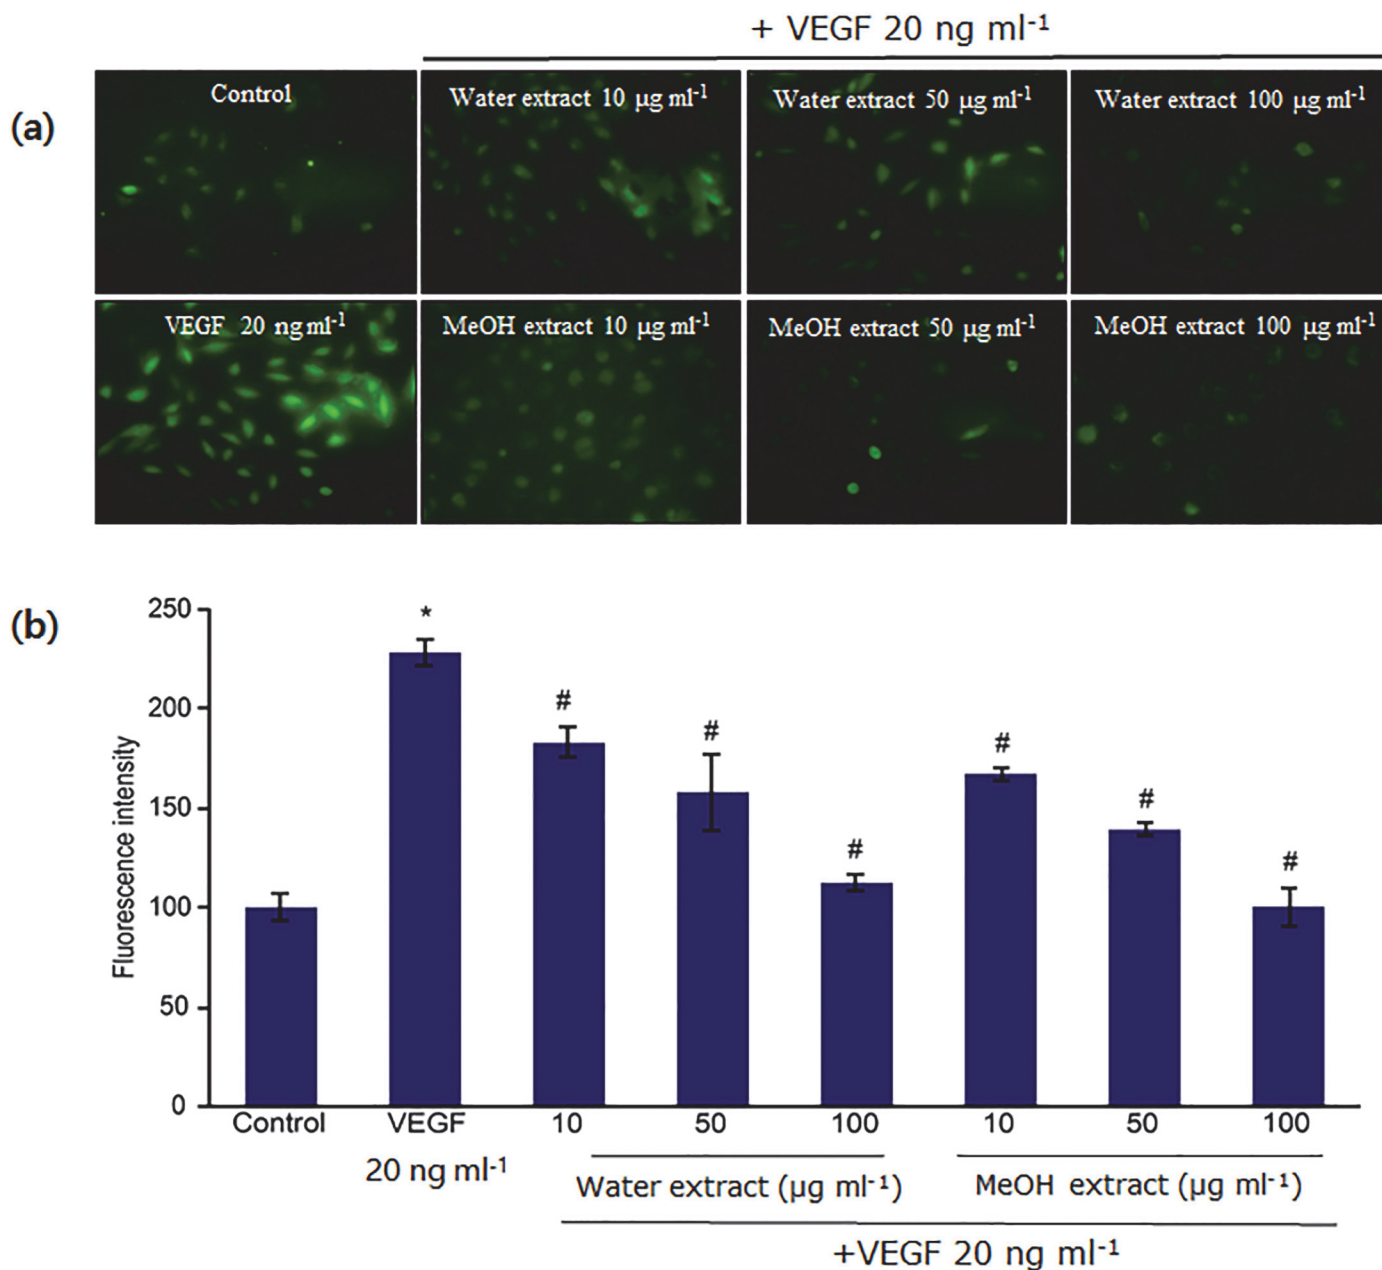 + VEGF 20 ng ml-1
(a)
Control
Water extract 10 µg ml-1
Water extract 50 µg ml-1
Water extract 100 µg ml-1
VEGF 20 ng ml-1
MeOH extract 10 µg ml-1
MeOH extract 50 µg ml-1
MeOH extract 100 µg ml-1
(b)
Fluorescence intensity
250
200
150
100
50
0
*
#
#
#
#
#
#
Control
VEGF
10
50
100
10
50
100
20 ng ml-1
Water extract (µg ml-1)
MeOH extract (µg ml-1)
+VEGF 20 ng ml-1